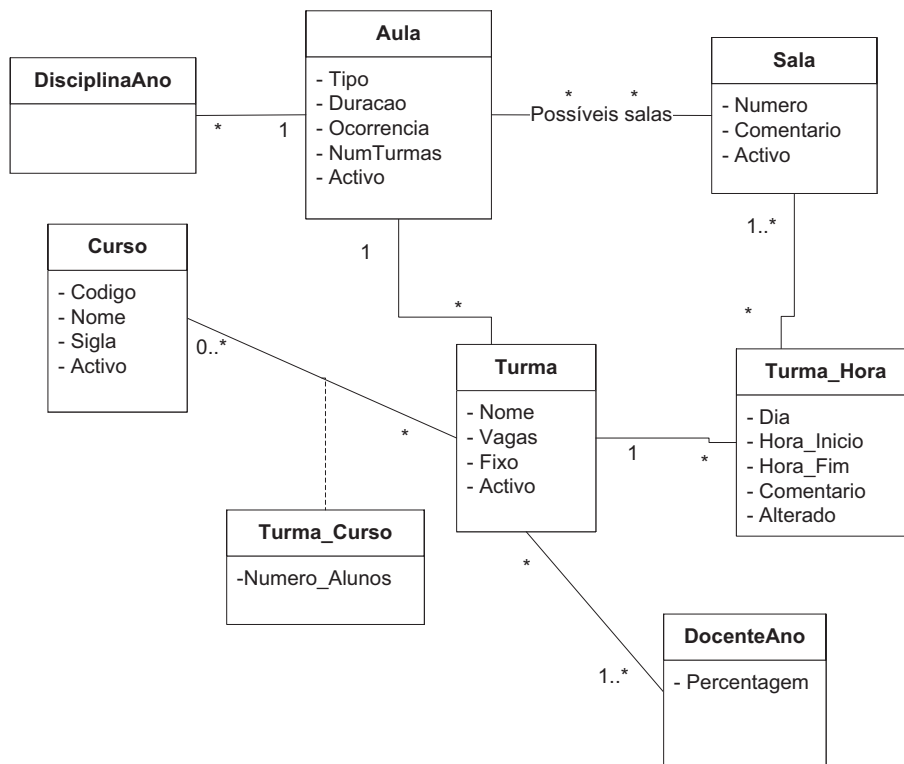 Aula
- Tipo
- Duracao
- Ocorrencia
- NumTurmas
- Activo
DisciplinaAno
Sala
- Numero
- Comentario
- Activo
* 1
* *
Possíveis salas
Curso
- Codigo
- Nome
- Sigla
- Activo
1
*
1..*
*
0..*
*
Turma
- Nome
- Vagas
- Fixo
- Activo
1
*
Turma_Hora
- Dia
- Hora_Inicio
- Hora_Fim
- Comentario
- Alterado
Turma_Curso
-Numero_Alunos
*
1..*
DocenteAno
- Percentagem